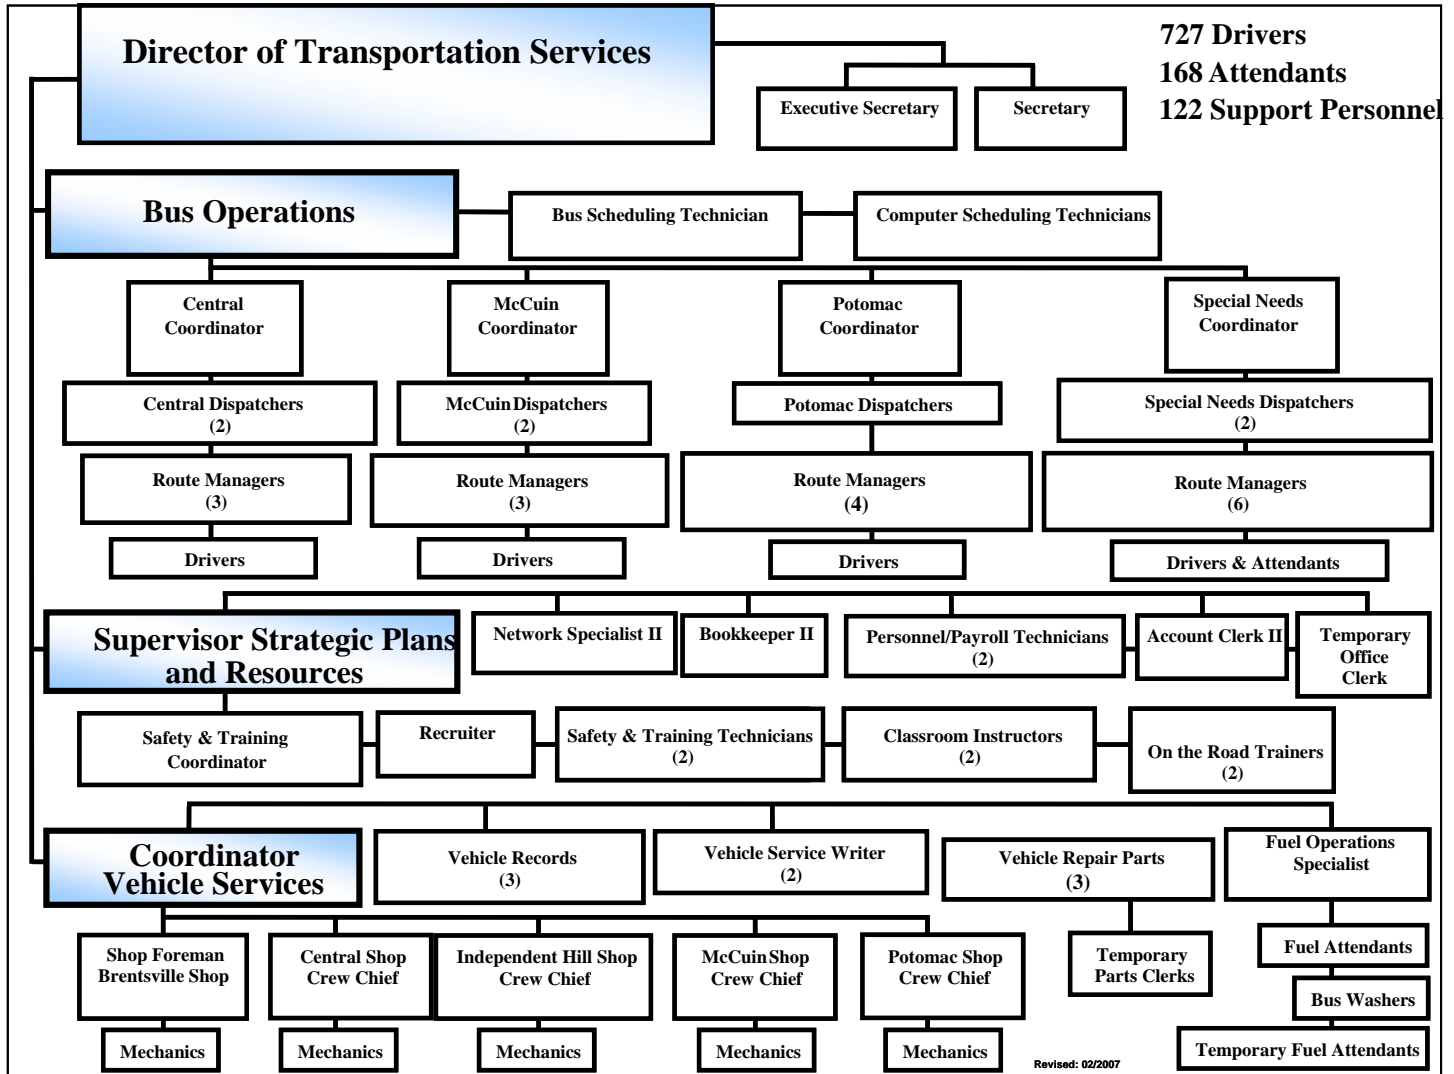 Director of Transportation Services
727 Drivers
168 Attendants
122 Support Personnel
Executive Secretary
Secretary
Bus Operations
Bus Scheduling Technician
Computer Scheduling Technicians
Central
Coordinator
McCuin
Coordinator
Potomac
Coordinator
Special Needs
Coordinator
Central Dispatchers
(2)
McCuin Dispatchers
(2)
Potomac Dispatchers
Special Needs Dispatchers
(2)
Route Managers
(3)
Route Managers
(3)
Route Managers
(4)
Route Managers
(6)
Drivers
Drivers
Drivers
Drivers & Attendants
Supervisor Strategic Plans
and Resources
Network Specialist II
Bookkeeper II
Personnel/Payroll Technicians
(2)
Account Clerk II
Temporary
Office
Clerk
Safety & Training
Coordinator
Recruiter
Safety & Training Technicians
(2)
Classroom Instructors
(2)
On the Road Trainers
(2)
Coordinator
Vehicle Services
Vehicle Records
(3)
Vehicle Service Writer
(2)
Vehicle Repair Parts
(3)
Fuel Operations
Specialist
Shop Foreman
Brentsville Shop
Central Shop
Crew Chief
Independent Hill Shop
Crew Chief
McCuin Shop
Crew Chief
Potomac Shop
Crew Chief
Temporary
Parts Clerks
Fuel Attendants
Bus Washers
Temporary Fuel Attendants
Mechanics
Mechanics
Mechanics
Mechanics
Mechanics
Revised: 02/2007